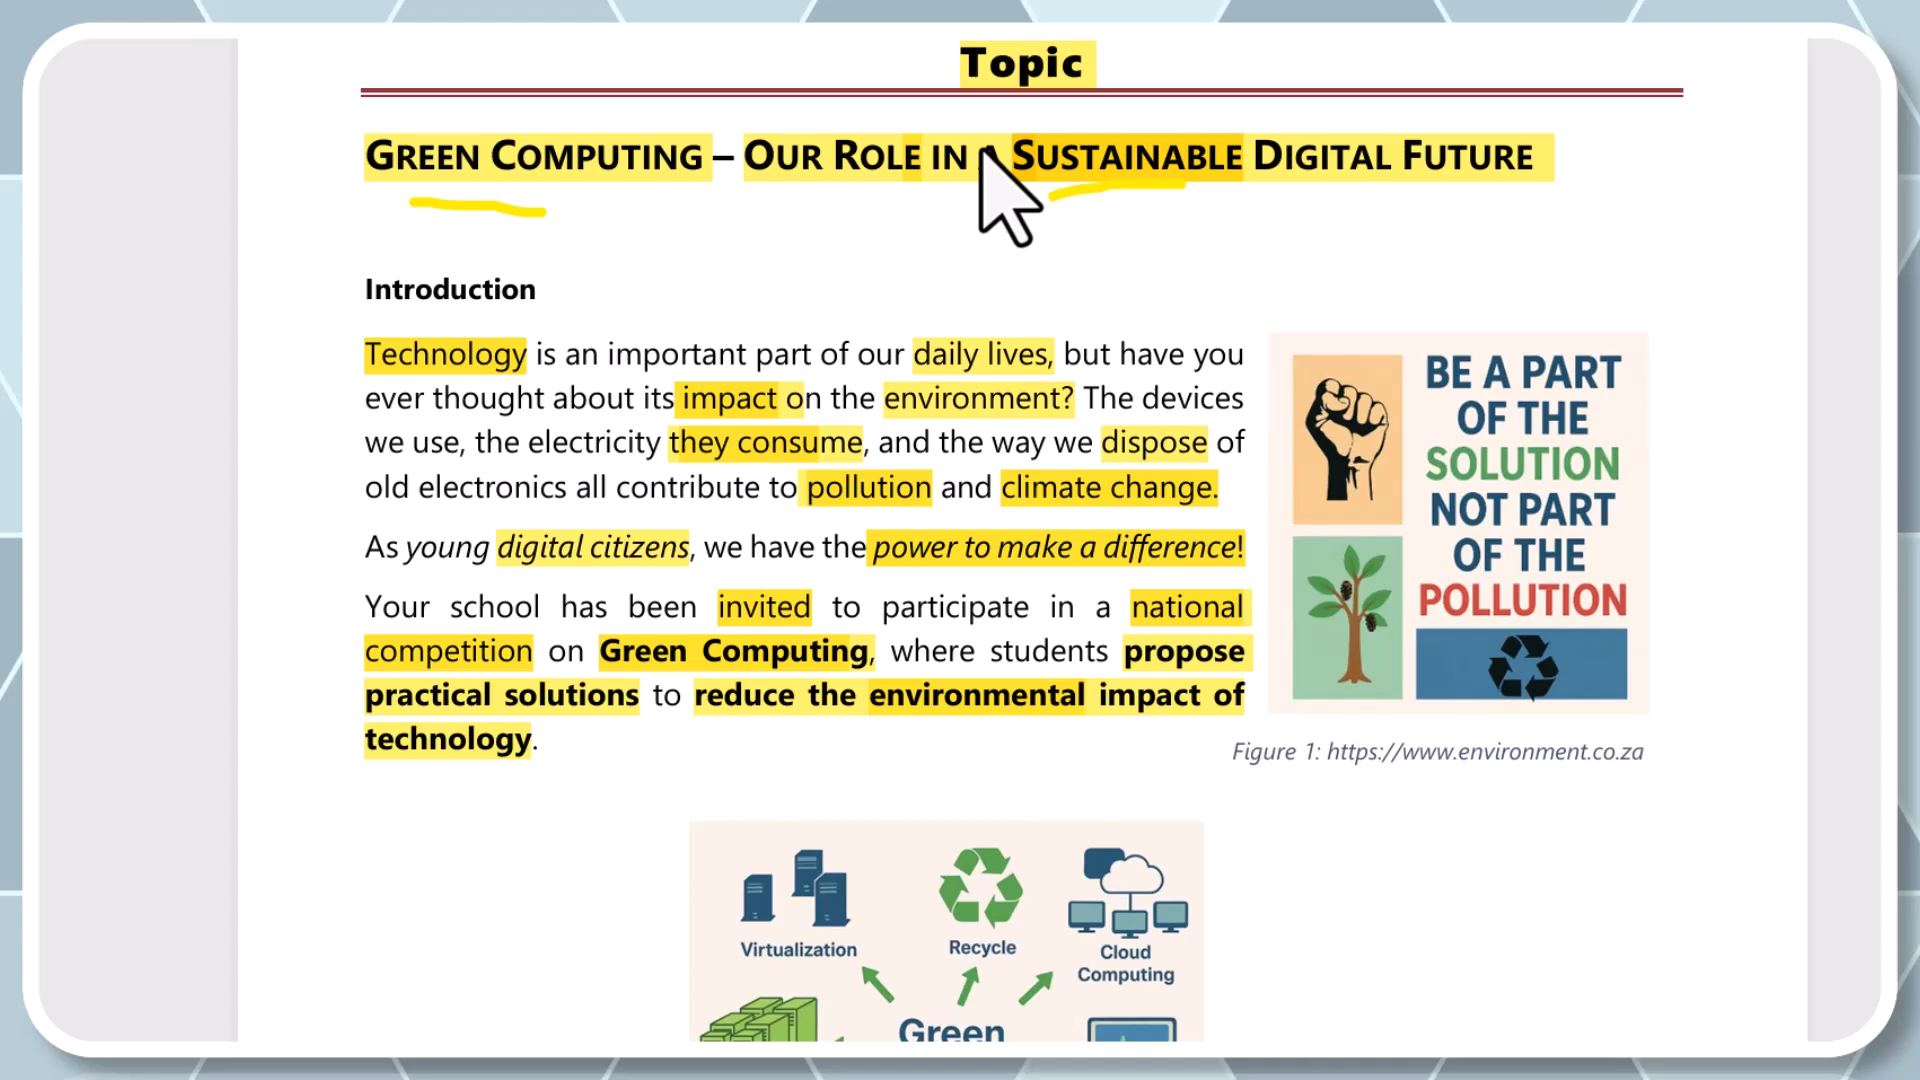 Topic
GREEN COMPUTING – OUR ROLE IN A SUSTAINABLE DIGITAL FUTURE
Introduction
Technology is an important part of our daily lives, but have you
ever thought about its impact on the environment? The devices
we use, the electricity they consume, and the way we dispose of
old electronics all contribute to pollution and climate change.
As young digital citizens, we have the power to make a difference!
Your school has been invited to participate in a national
competition on Green Computing, where students propose
practical solutions to reduce the environmental impact of
technology.
BE A PART
OF THE
SOLUTION
NOT PART
OF THE
POLLUTION
Figure 1: https://www.environment.co.za
Virtualization
Recycle
Cloud
Computing
Green